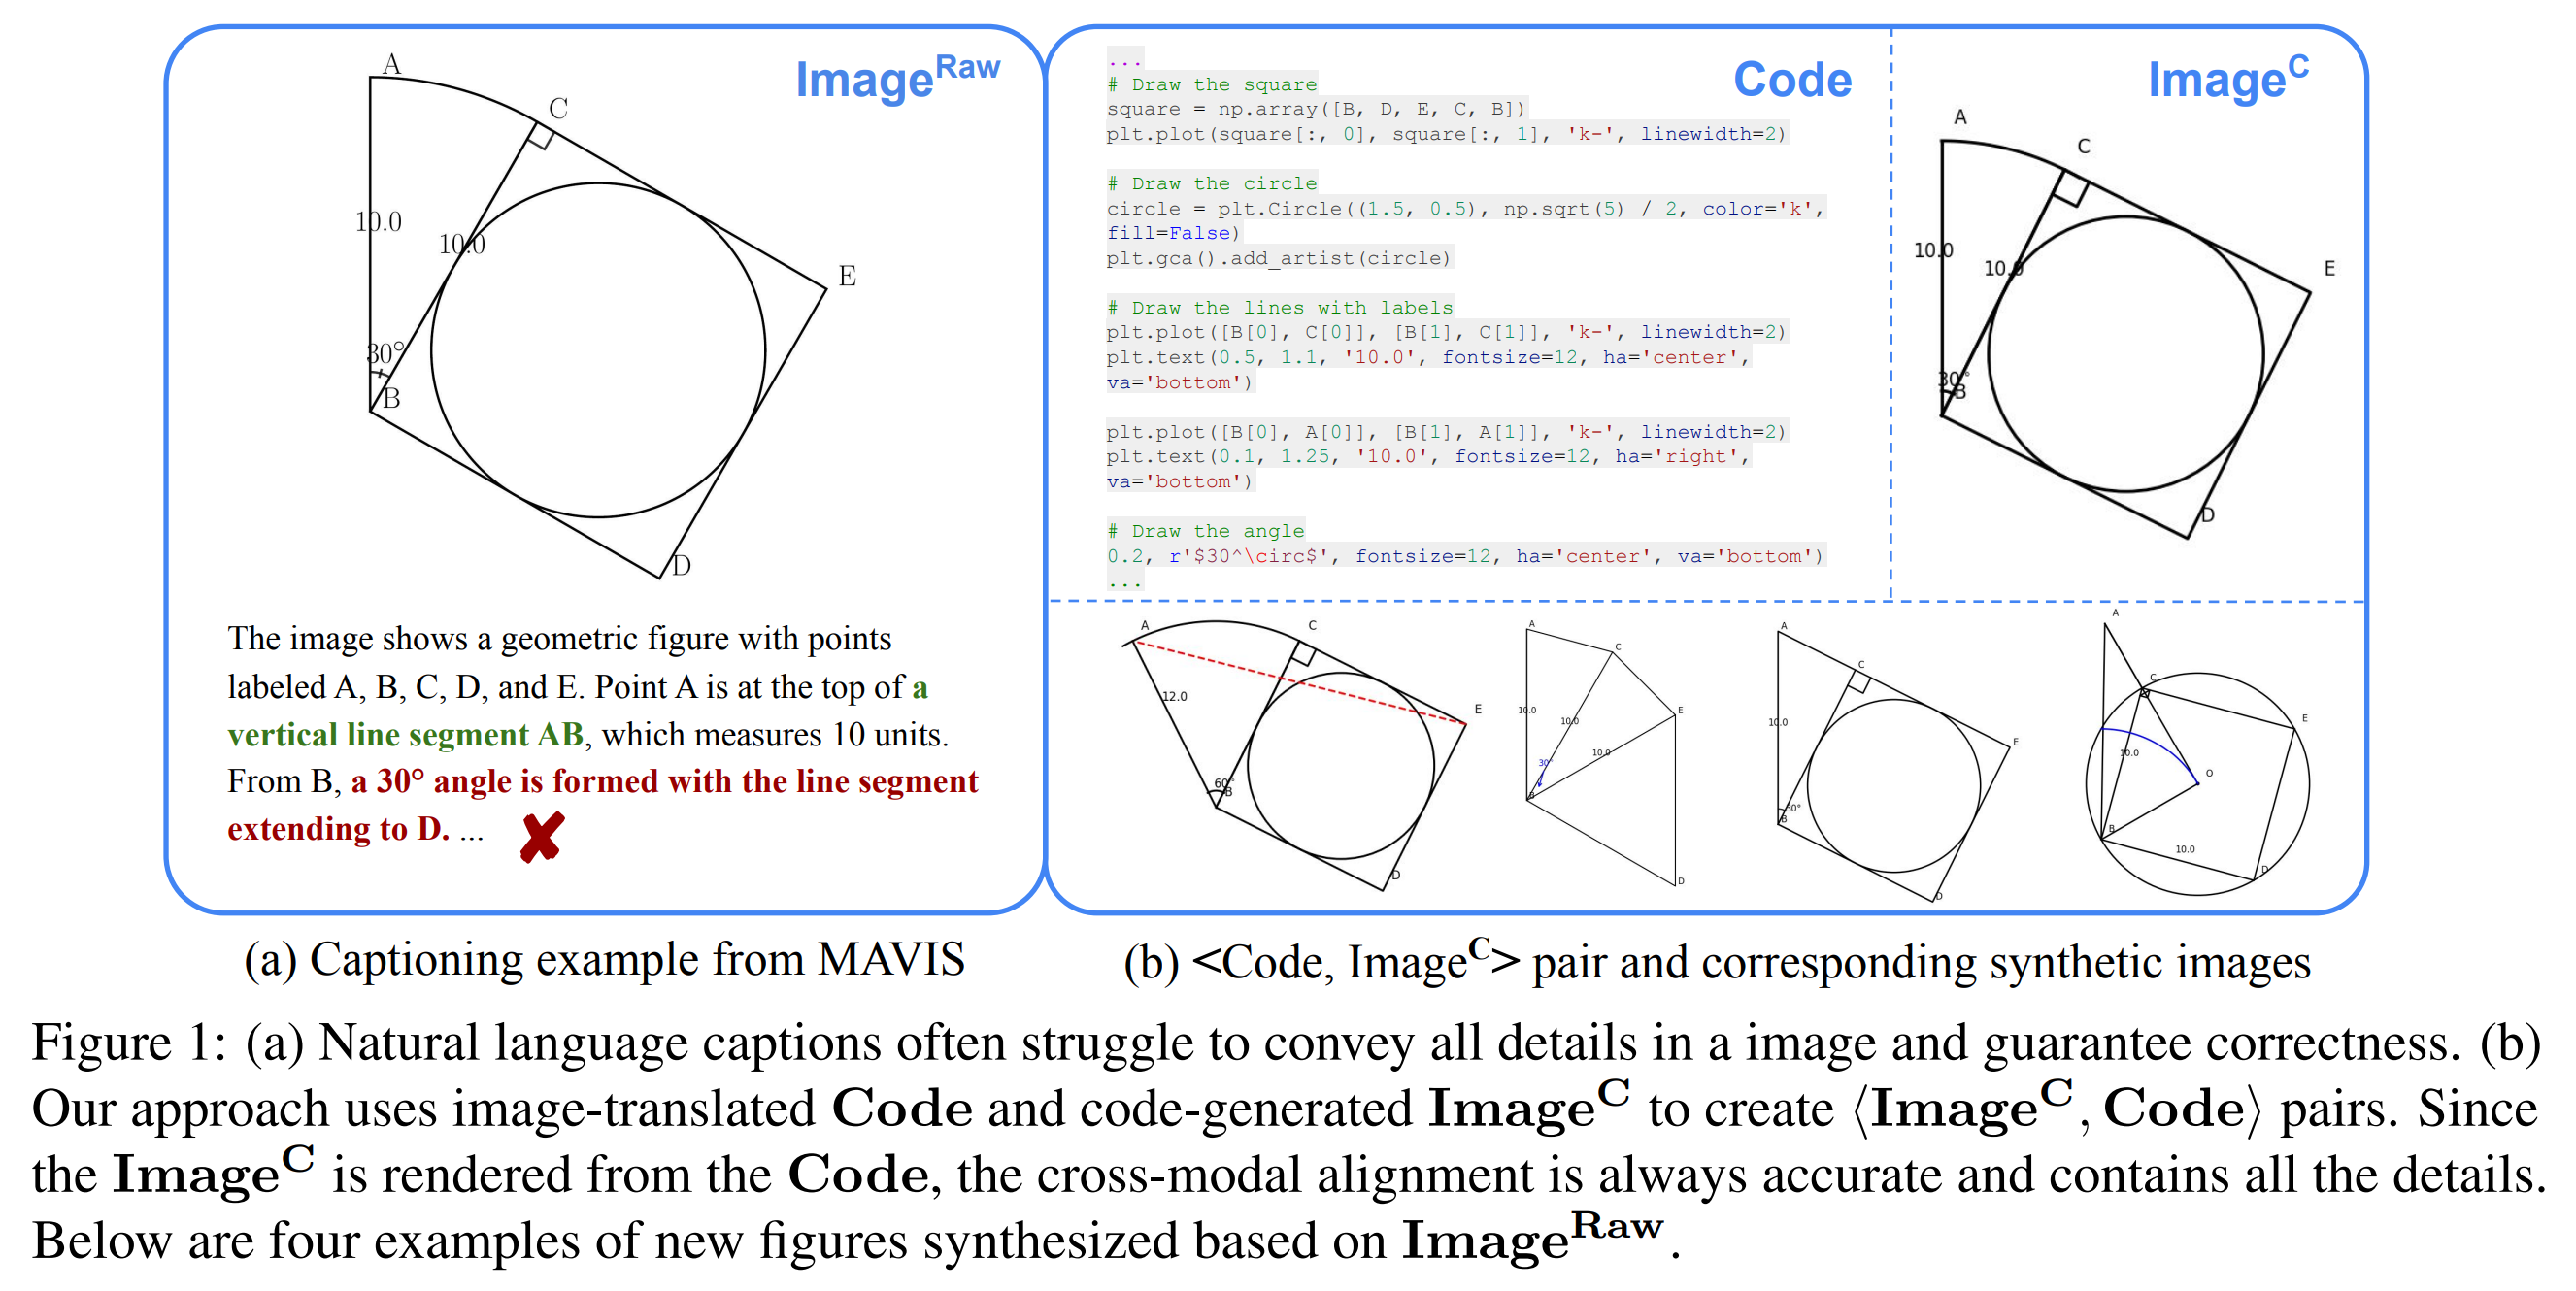 Image^Raw
A
C
10.0
10.0
E
30°
B
D
The image shows a geometric figure with points
labeled A, B, C, D, and E. Point A is at the top of a
vertical line segment AB, which measures 10 units.
From B, a 30° angle is formed with the line segment
extending to D. ...
(a) Captioning example from MAVIS
Code
...
# Draw the square
square = np.array([B, D, E, C, B])
plt.plot(square[:, 0], square[:, 1], 'k-', linewidth=2)
# Draw the circle
circle = plt.Circle((1.5, 0.5), np.sqrt(5) / 2, color='k',
fill=False)
plt.gca().add_artist(circle)
# Draw the lines with labels
plt.plot([B[0], C[0]], [B[1], C[1]], 'k-', linewidth=2)
plt.text(0.5, 1.1, '10.0', fontsize=12, ha='center',
va='bottom')
plt.plot([B[0], A[0]], [B[1], A[1]], 'k-', linewidth=2)
plt.text(0.1, 1.25, '10.0', fontsize=12, ha='right',
va='bottom')
# Draw the angle
0.2, r'$30^\circ$', fontsize=12, ha='center', va='bottom')
...
Image^C
A
C
10.0
10.0
E
30°
B
D
A
C
12.0
E
60°
B
D
A
C
10.0
10.0
E
10.0
30°
B
D
A
C
10.0
E
30°
B
D
A
C
E
10.0
O
B
10.0
D
(b) <Code, Image^C> pair and corresponding synthetic images
Figure 1: (a) Natural language captions often struggle to convey all details in a image and guarantee correctness. (b)
Our approach uses image-translated Code and code-generated Image^C to create ⟨Image^C, Code⟩ pairs. Since
the Image^C is rendered from the Code, the cross-modal alignment is always accurate and contains all the details.
Below are four examples of new figures synthesized based on Image^Raw.